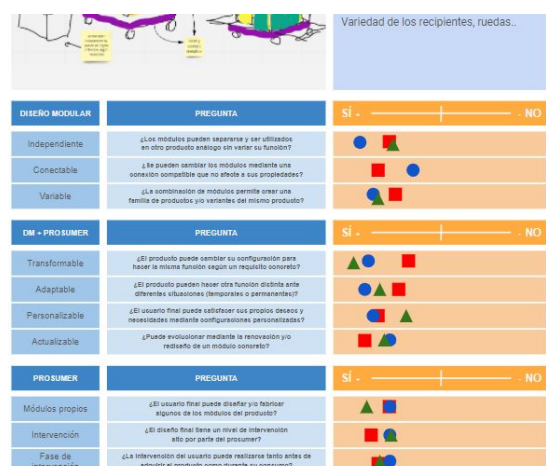 Variedad de los recipientes, ruedas..
DISEÑO MODULAR PREGUNTA SÍ - - NO
Independiente
¿Los módulos pueden separarse y ser utilizados
en otro producto análogo sin variar su función?
Conectable
¿Se pueden cambiar los módulos mediante una
conexión compatible que no afecte a sus propiedades?
Variable
¿La combinación de módulos permite crear una
familia de productos y/o variantes del mismo producto?
DM + PROSUMER PREGUNTA SÍ - - NO
Transformable
¿El producto puede cambiar su configuración para
hacer la misma función según un requisito concreto?
Adaptable
¿El producto pueden hacer otra función distinta ante
diferentes situaciones (temporales o permanentes)?
Personalizable
¿El usuario final puede satisfacer sus propios deseos y
necesidades mediante configuraciones personalizadas?
Actualizable
¿Puede evolucionar mediante la renovación y/o
rediseño de un módulo concreto?
PROSUMER PREGUNTA SÍ - - NO
Módulos propios
¿El usuario final puede diseñar y/o fabricar
algunos de los módulos del producto?
Intervención
¿El diseño final tiene un nivel de intervención
alto por parte del prosumer?
Fase de
intervención
¿La intervención del usuario puede realizarse tanto antes de
adquirir el producto como durante su consumo?